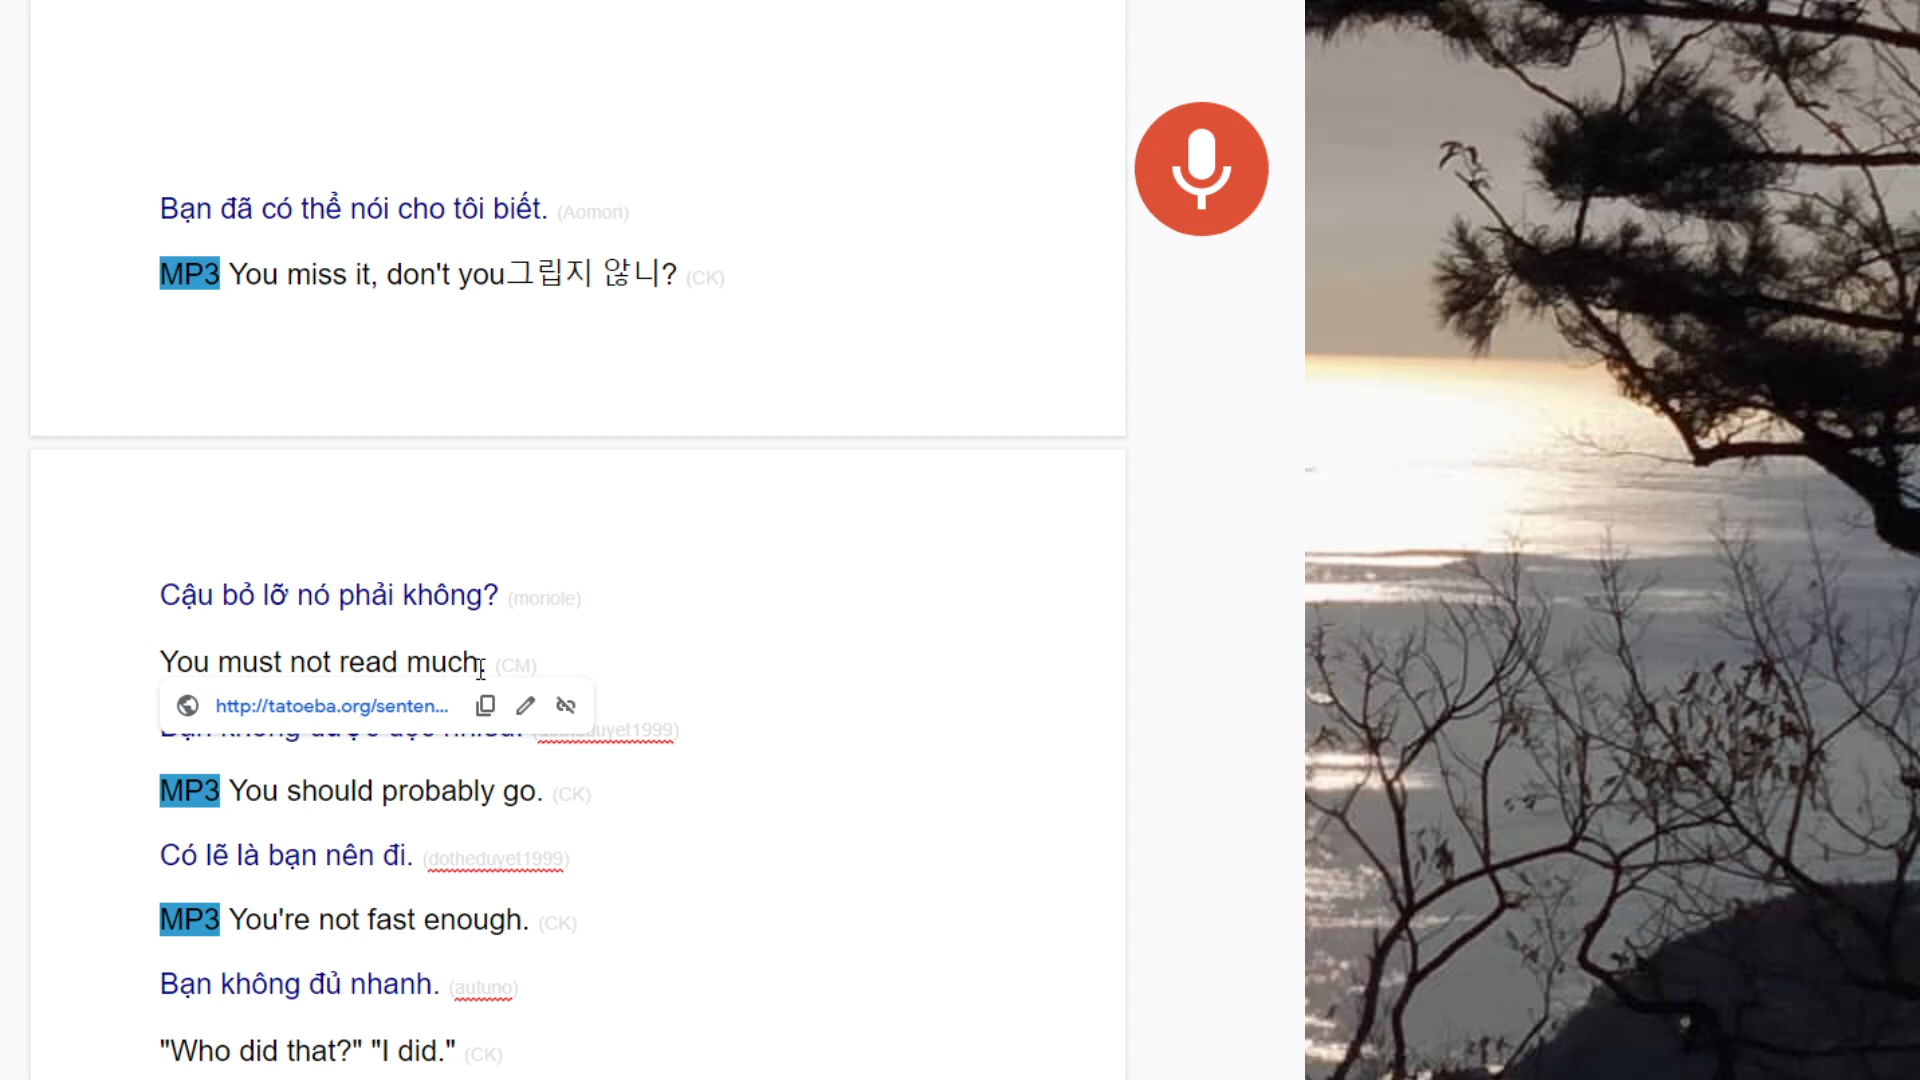 Bạn đã có thể nói cho tôi biết. (Aomori)
MP3 You miss it, don't you그립지 않니? (CK)
Cậu bỏ lỡ nó phải không? (moriole)
You must not read much. (CM)
http://tatoeba.org/senten...
MP3 You should probably go. (CK)
Có lẽ là bạn nên đi. (dotheduyet1999)
MP3 You're not fast enough. (CK)
Bạn không đủ nhanh. (autuno)
"Who did that?" "I did." (CK)